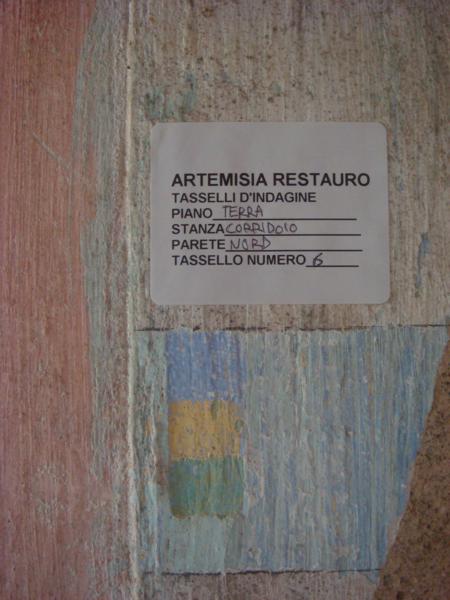 ARTEMISIA RESTAURO
TASSELLI D'INDAGINE
PIANO TERRA
STANZA CORRIDOIO
PARETE NORD
TASSELLO NUMERO 6